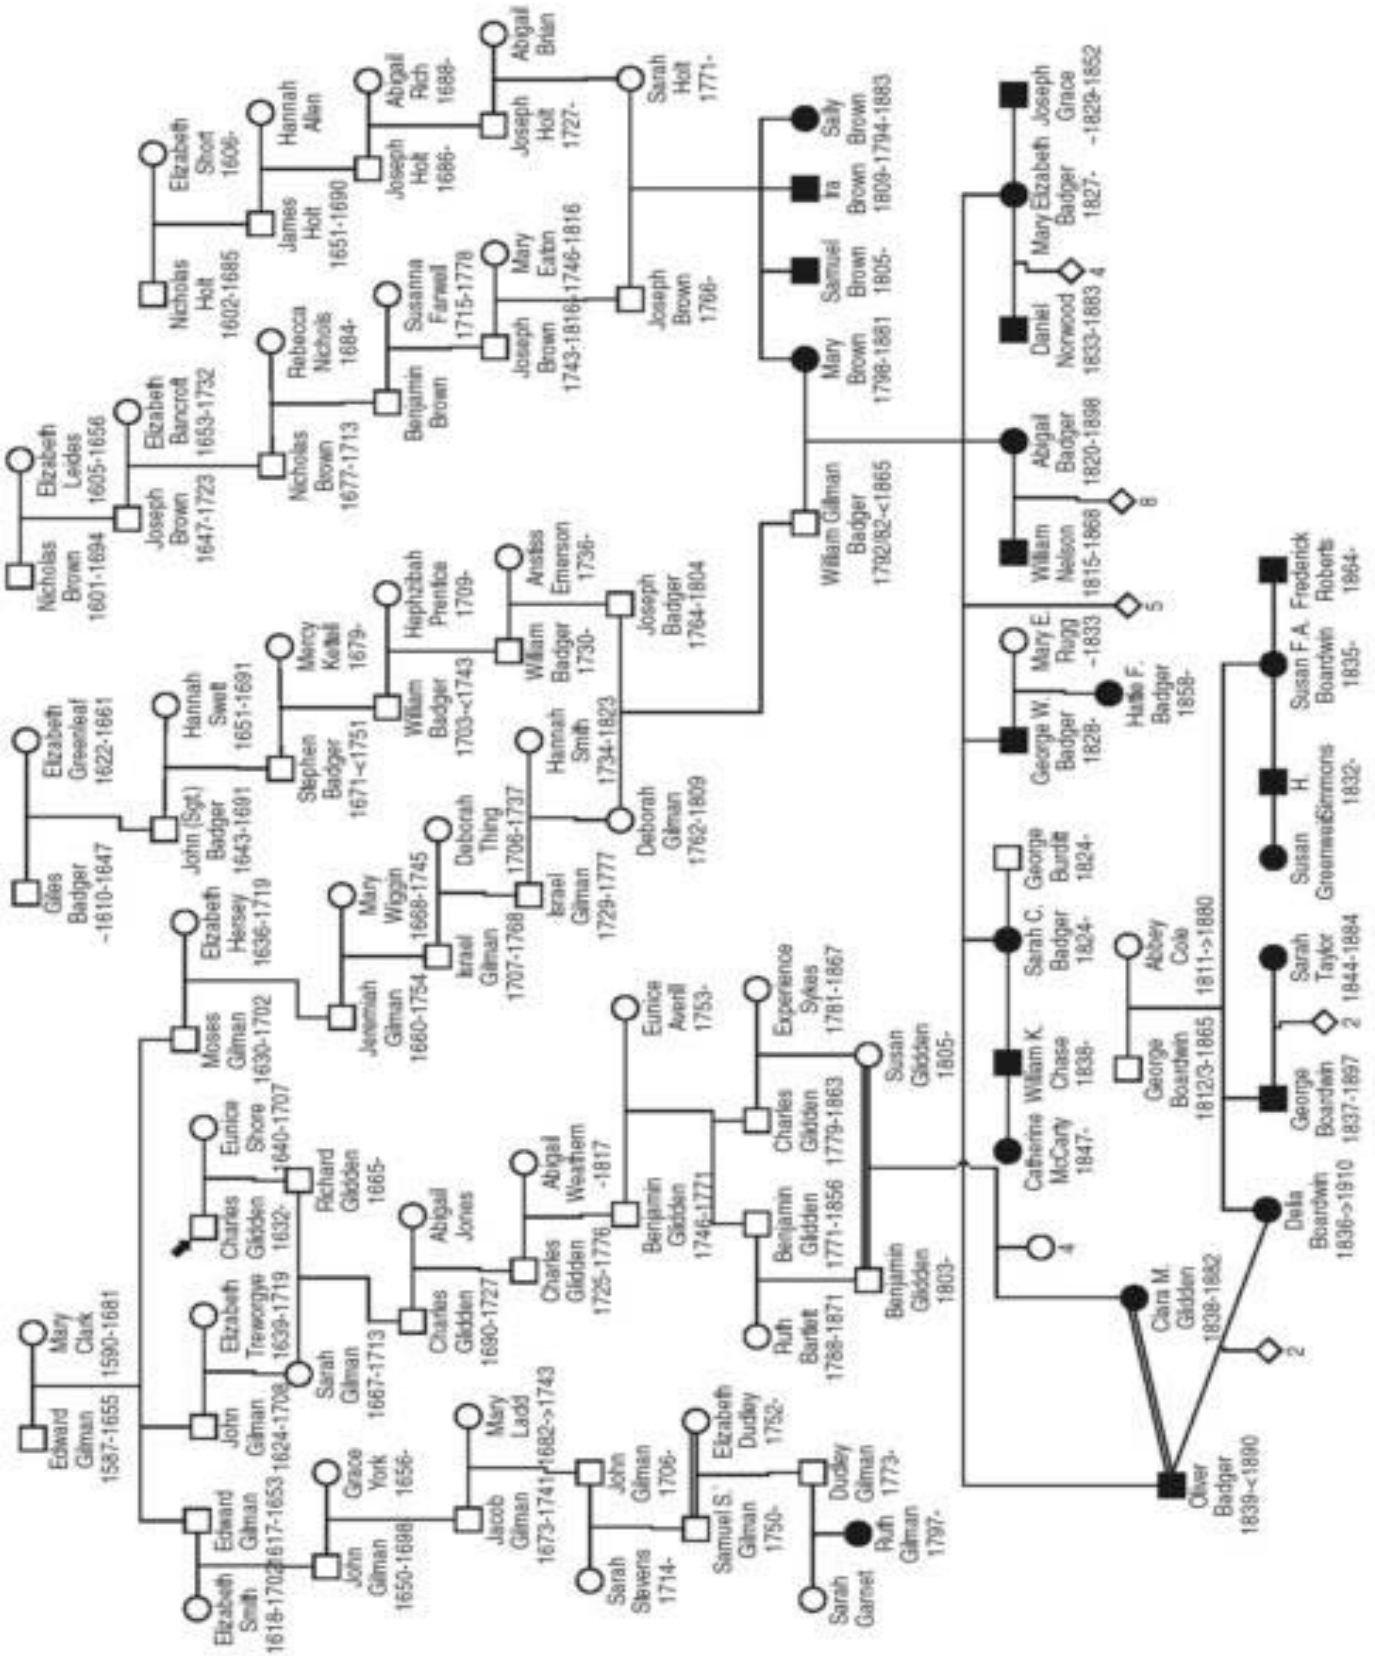 Edward
Gilman
1587-1655
Mary
Clark
1590-1681
Giles
Badger
~1610-1647
Elizabeth
Greenleaf
1622-1661
Nicholas
Brown
1601-1694
Elizabeth
Leides
1605-1656
Elizabeth
Smith
1618-1702
Edward
Gilman
1617-1653
John
Gilman
1624-1708
Elizabeth
Treworgye
1639-1719
Charles
Glidden
1632-
Eunice
Shore
1640-1707
Moses
Gilman
1630-1702
Elizabeth
Hersey
1636-1719
John (Sgt.)
Badger
1643-1691
Hannah
Swett
1651-1691
Joseph
Brown
1647-1723
Elizabeth
Bancroft
1653-1732
Nicholas
Holt
1602-1685
Elizabeth
Short
1606-
John
Gilman
1650-1698
Grace
York
1656-
Sarah
Gilman
1667-1713
Richard
Glidden
1665-
Jeremiah
Gilman
1660-1754
Mary
Wiggin
1668-1745
Stephen
Badger
1671-<1751
Mercy
Kettell
1679-
Nicholas
Brown
1677-1713
Rebecca
Nichols
1684-
James
Holt
1651-1690
Hannah
Allen
Jacob
Gilman
1673-1741
Mary
Ladd
1682->1743
Charles
Glidden
1690-1727
Abigail
Jones
Israel
Gilman
1707-1768
Deborah
Thing
1706-1737
William
Badger
1703-<1743
Hephzibah
Prentice
1709-
Benjamin
Brown
Susanna
Farwell
1715-1778
Joseph
Holt
1686-
Abigail
Rich
1688-
Sarah
Stevens
1714-
John
Gilman
1706-
Charles
Glidden
1725-1776
Abigail
Weathern
-1817
Israel
Gilman
1729-1777
Hannah
Smith
1734-1823
William
Badger
1730-
Anstiss
Emerson
1736-
Joseph
Brown
1743-1816
Mary
Eaton
~1746-1816
Joseph
Holt
1727-
Abigail
Brian
Samuel S.
Gilman
1750-
Elizabeth
Dudley
1752-
Benjamin
Glidden
1746-1771
Eunice
Averill
1753-
Deborah
Gilman
1762-1809
Joseph
Badger
1764-1804
Joseph
Brown
1766-
Sarah
Holt
1771-
Sarah
Garnet
Dudley
Gilman
1773-
Ruth
Gilman
1797-
Ruth
Bartlett
1788-1871
Benjamin
Glidden
1771-1856
Charles
Glidden
1779-1863
Experience
Sykes
1781-1867
William Gilman
Badger
1792/82-<1865
Mary
Brown
1798-1881
Samuel
Brown
1805-
Ira
Brown
1809-
Sally
Brown
1794-1883
Benjamin
Glidden
1803-
Susan
Glidden
1805-
4
Catherine
McCarty
1847-
William K.
Chase
1838-
Sarah C.
Badger
1824-
George
Burditt
1824-
George W.
Badger
1828-
Mary E.
Rugg
~1833
Hattie F.
Badger
1858-
5
William
Nelson
1815-1868
Abigail
Badger
1820-1898
8
Daniel
Norwood
1833-1883
Mary Elizabeth
Badger
1827-
Joseph
Grace
~1829-1852
4
Oliver
Badger
1839-<1890
Clara M.
Glidden
1838-1882
2
George
Boardwin
1812/3-1865
Abbey
Cole
1811->1880
Delia
Boardwin
1836->1910
George
Boardwin
1837-1897
Sarah
Taylor
1844-1884
2
Susan
Greenwell
H.
Simmons
1832-
Susan F.A.
Boardwin
1835-
Frederick
Roberts
1864-